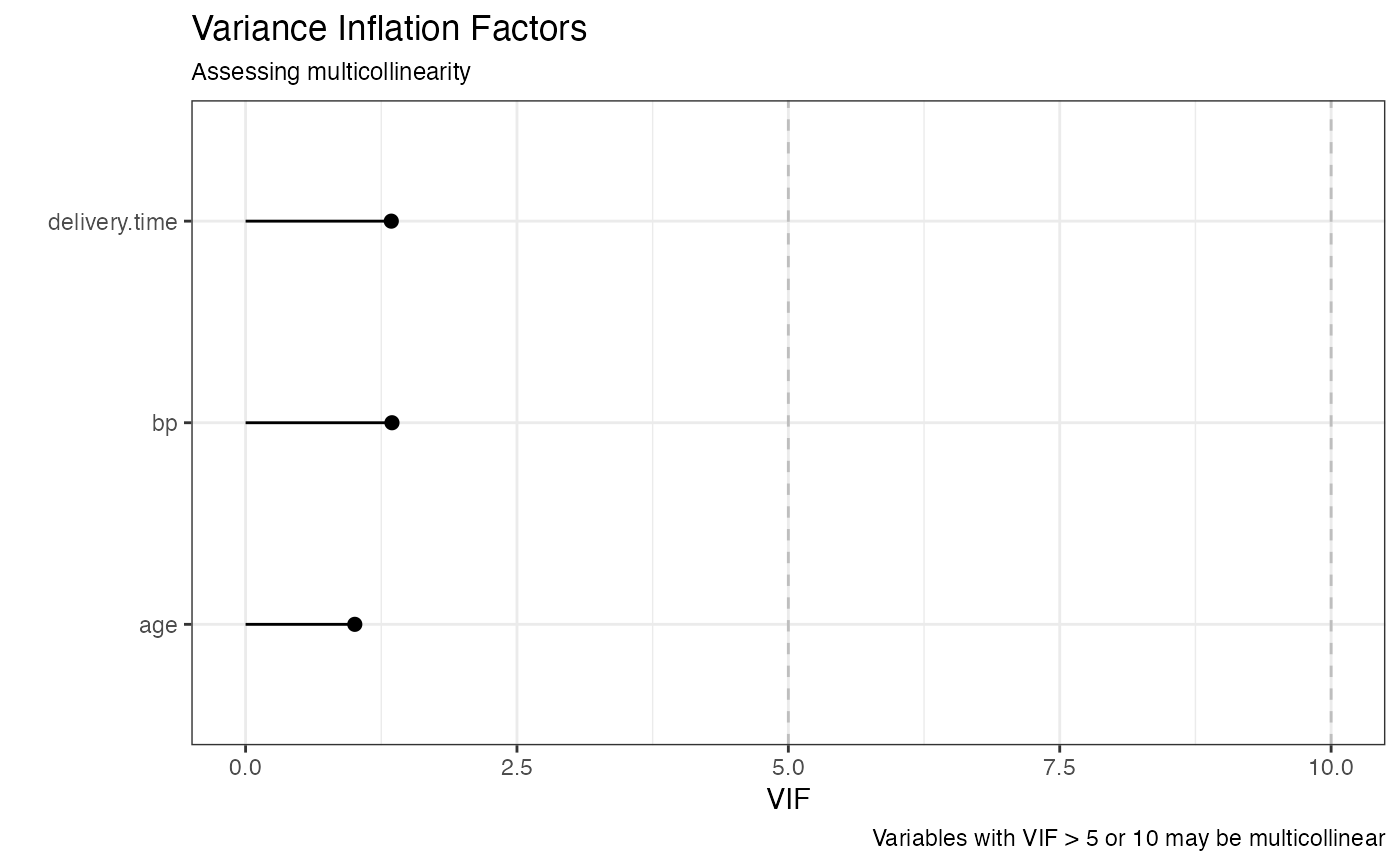 Variance Inflation Factors
Assessing multicollinearity
delivery.time
bp
age
0.0 2.5 5.0 7.5 10.0
VIF
Variables with VIF > 5 or 10 may be multicollinear